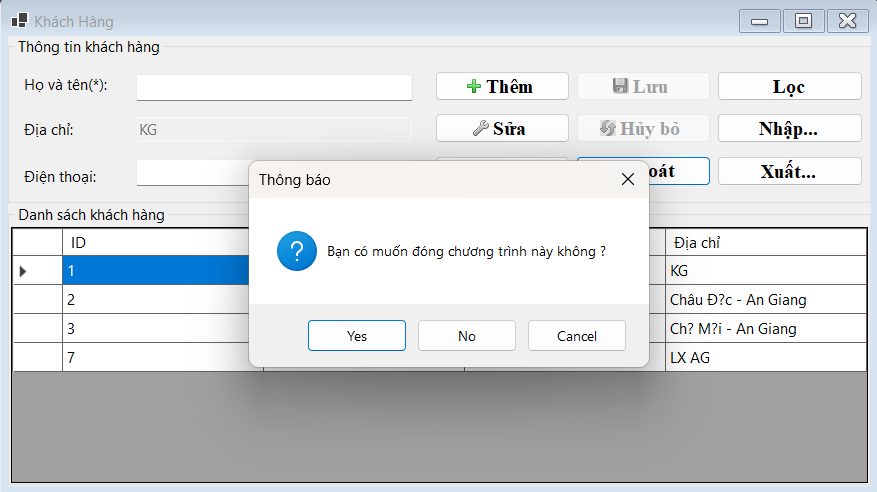 Khách Hàng
Thông tin khách hàng
Họ và tên(*):
Thêm
Lưu
Lọc
Địa chỉ:
KG
Sửa
Hủy bỏ
Nhập...
Điện thoại:
Xuất...
Thông báo
Bạn có muốn đóng chương trình này không ?
Yes
No
Cancel
Danh sách khách hàng
ID
Địa chỉ
1
KG
2
Châu Đ?c - An Giang
3
Ch? M?i - An Giang
7
LX AG